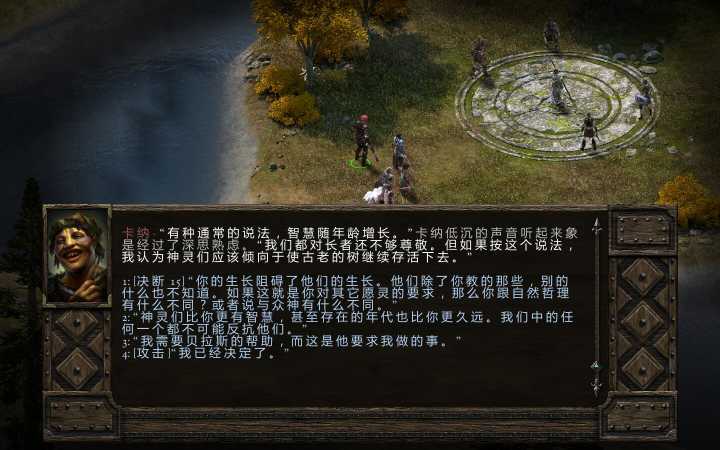 卡纳:“有种通常的说法，智慧随年龄增长。”卡纳低沉的声音听起来象
是经过了深思熟虑。“我们都对长者还不够尊敬。但如果按这个说法，
我认为神灵们应该倾向于使古老的树继续存活下去。”
1: [决断 15]“你的生长阻碍了他们的生长。他们除了你教的那些，别的
什么也不知道。如果这就是你对其它愿灵的要求，那么你跟自然哲理
有什么不同？或者说与众神有什么不同。”
2: “神灵们比你更有智慧，甚至存在的年代也比你更久远。我们中的任
何一个都不可能反抗他们。”
3: “我需要贝拉斯的帮助，而这是他要求我做的事。”
4: [攻击]“我已经决定了。”